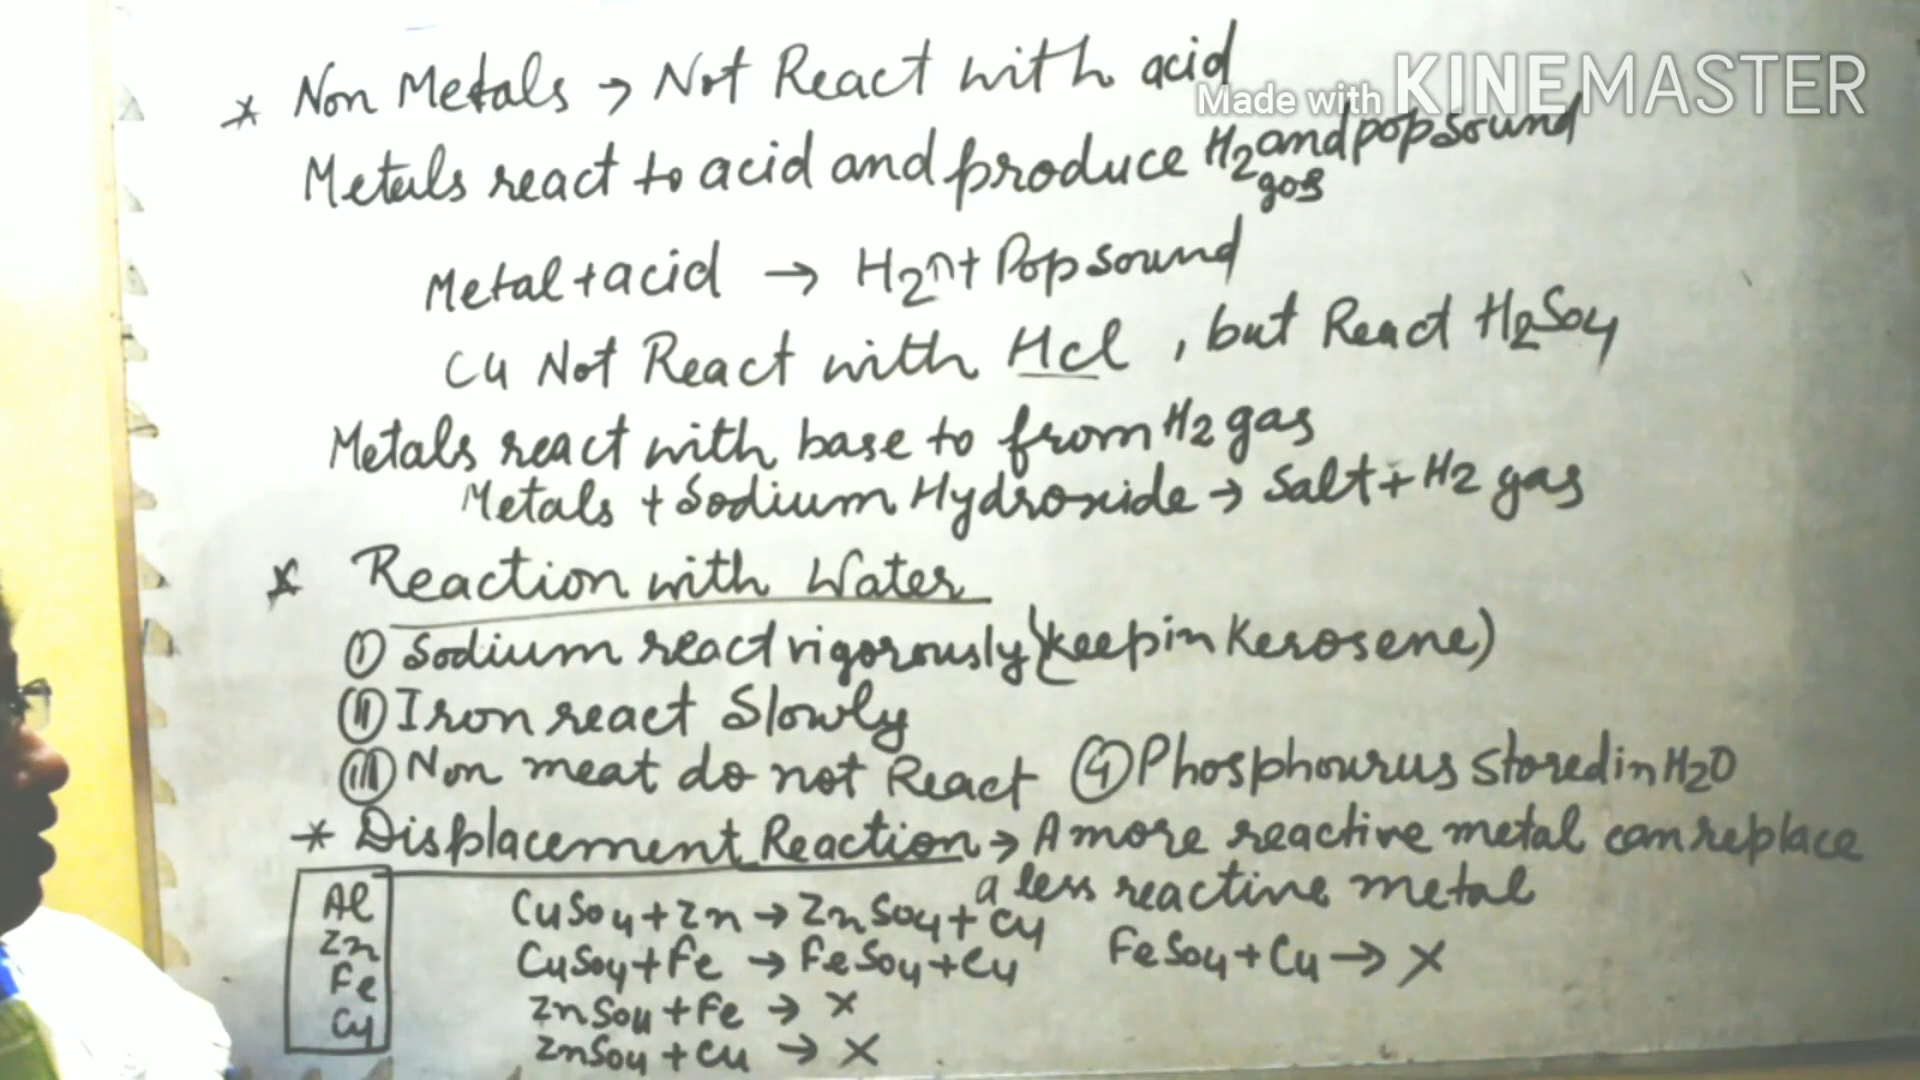 * Non Metals → Not React with acid
Made with KINEMASTER
Metals react to acid and produce H2 gas and pop sound
Metal + acid → H2↑ + Pop sound
Cu Not React with Hcl , but React H2So4
Metals react with base to from H2 gas
Metals + Sodium Hydroxide → Salt + H2 gas
* Reaction with Water
(i) Sodium react vigorously (keep in Kerosene)
(ii) Iron react Slowly
(iii) Non meat do not React (4) Phosphourus stored in H2O
* Displacement Reaction → A more reactive metal can replace
a less reactive metal
Al
Zn
Fe
Cu
CuSo4 + Zn → ZnSo4 + Cu
CuSo4 + Fe → FeSo4 + Cu FeSo4 + Cu → X
ZnSo4 + Fe → X
ZnSo4 + Cu → X